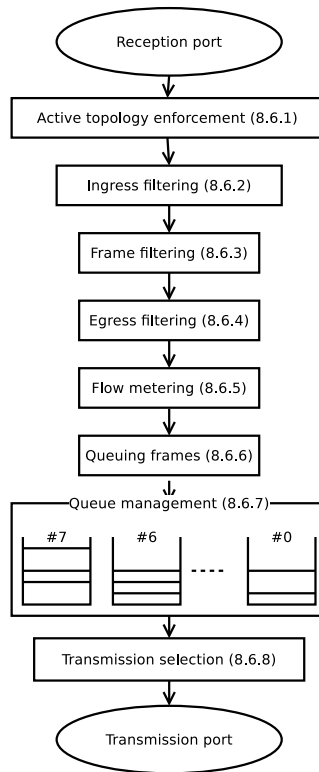 Reception port
Active topology enforcement (8.6.1)
Ingress filtering (8.6.2)
Frame filtering (8.6.3)
Egress filtering (8.6.4)
Flow metering (8.6.5)
Queuing frames (8.6.6)
Queue management (8.6.7)
#7 #6 #0
Transmission selection (8.6.8)
Transmission port